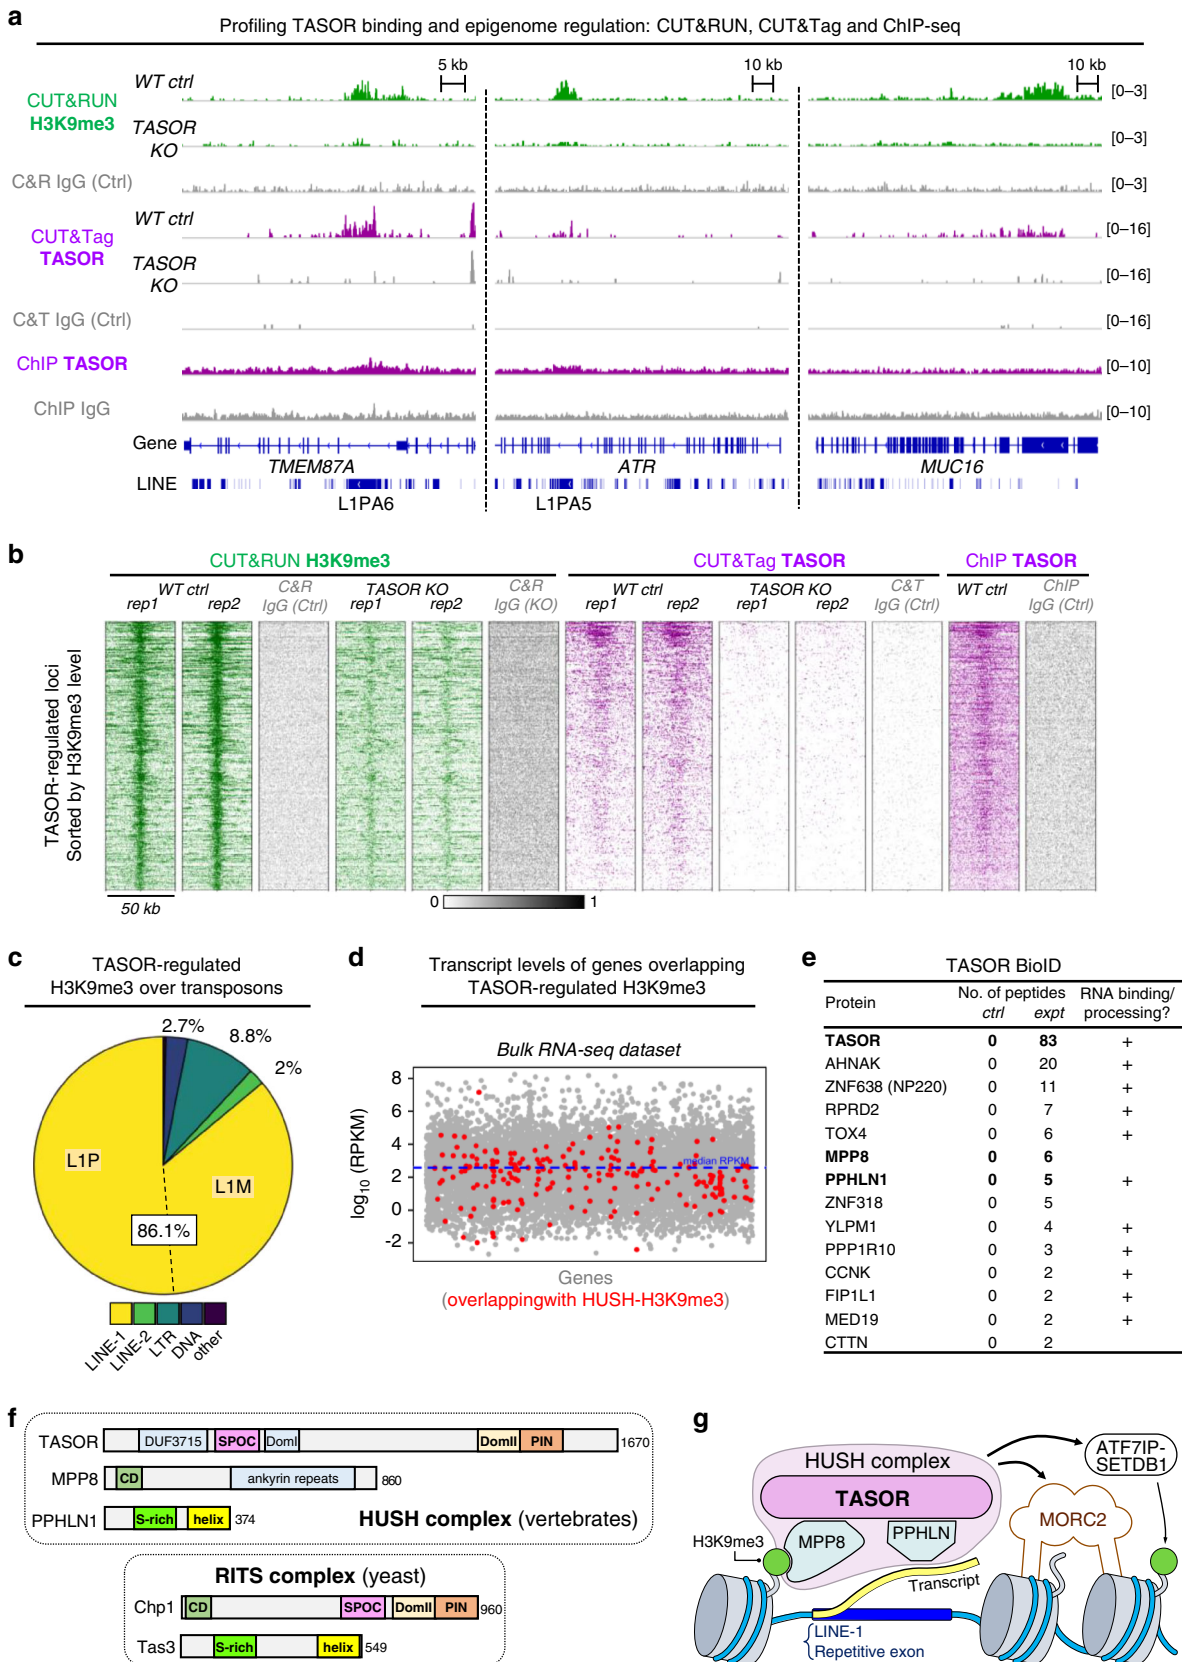 a
Profiling TASOR binding and epigenome regulation: CUT&RUN, CUT&Tag and ChIP-seq
5 kb
10 kb
10 kb
CUT&RUN
H3K9me3
WT ctrl
[0–3]
TASOR
KO
[0–3]
C&R IgG (Ctrl)
[0–3]
CUT&Tag
TASOR
WT ctrl
[0–16]
TASOR
KO
[0–16]
C&T IgG (Ctrl)
[0–16]
ChIP TASOR
[0–10]
ChIP IgG
[0–10]
Gene
TMEM87A
ATR
MUC16
LINE
L1PA6
L1PA5
b
CUT&RUN H3K9me3
CUT&Tag TASOR
ChIP TASOR
WT ctrl
rep1 rep2
C&R
IgG (Ctrl)
TASOR KO
rep1 rep2
C&R
IgG (KO)
WT ctrl
rep1 rep2
TASOR KO
rep1 rep2
C&T
IgG (Ctrl)
WT ctrl
ChIP
IgG (Ctrl)
TASOR-regulated loci
Sorted by H3K9me3 level
50 kb
0 1
c
TASOR-regulated
H3K9me3 over transposons
2.7%
8.8%
2%
L1P
L1M
86.1%
LINE-1
LINE-2
LTR
DNA
other
d
Transcript levels of genes overlapping
TASOR-regulated H3K9me3
Bulk RNA-seq dataset
log10 (RPKM)
8
6
4
2
0
-2
median RPKM
Genes
(overlappingwith HUSH-H3K9me3)
e
TASOR BioID
Protein No. of peptides RNA binding/
ctrl expt processing?
TASOR 0 83 +
AHNAK 0 20 +
ZNF638 (NP220) 0 11 +
RPRD2 0 7 +
TOX4 0 6 +
MPP8 0 6
PPHLN1 0 5 +
ZNF318 0 5
YLPM1 0 4 +
PPP1R10 0 3 +
CCNK 0 2 +
FIP1L1 0 2 +
MED19 0 2 +
CTTN 0 2
f
TASOR DUF3715 SPOC DomI DomII PIN 1670
MPP8 CD ankyrin repeats 860
PPHLN1 S-rich helix 374
HUSH complex (vertebrates)
RITS complex (yeast)
Chp1 CD SPOC DomII PIN 960
Tas3 S-rich helix 549
g
HUSH complex
TASOR
MPP8
PPHLN
H3K9me3
ATF7IP-
SETDB1
MORC2
Transcript
LINE-1
Repetitive exon